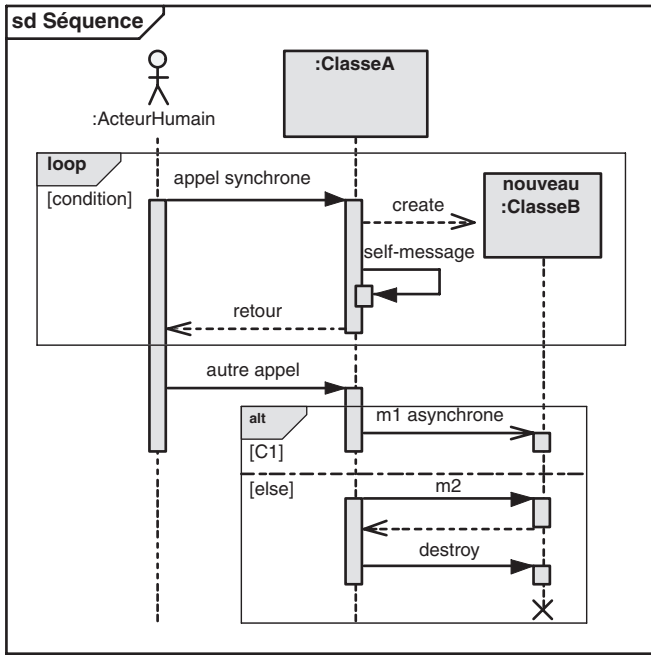 sd Séquence
:ClasseA
:ActeurHumain
loop
[condition]
appel synchrone
create
nouveau
:ClasseB
self-message
retour
autre appel
alt
m1 asynchrone
[C1]
[else]
m2
destroy